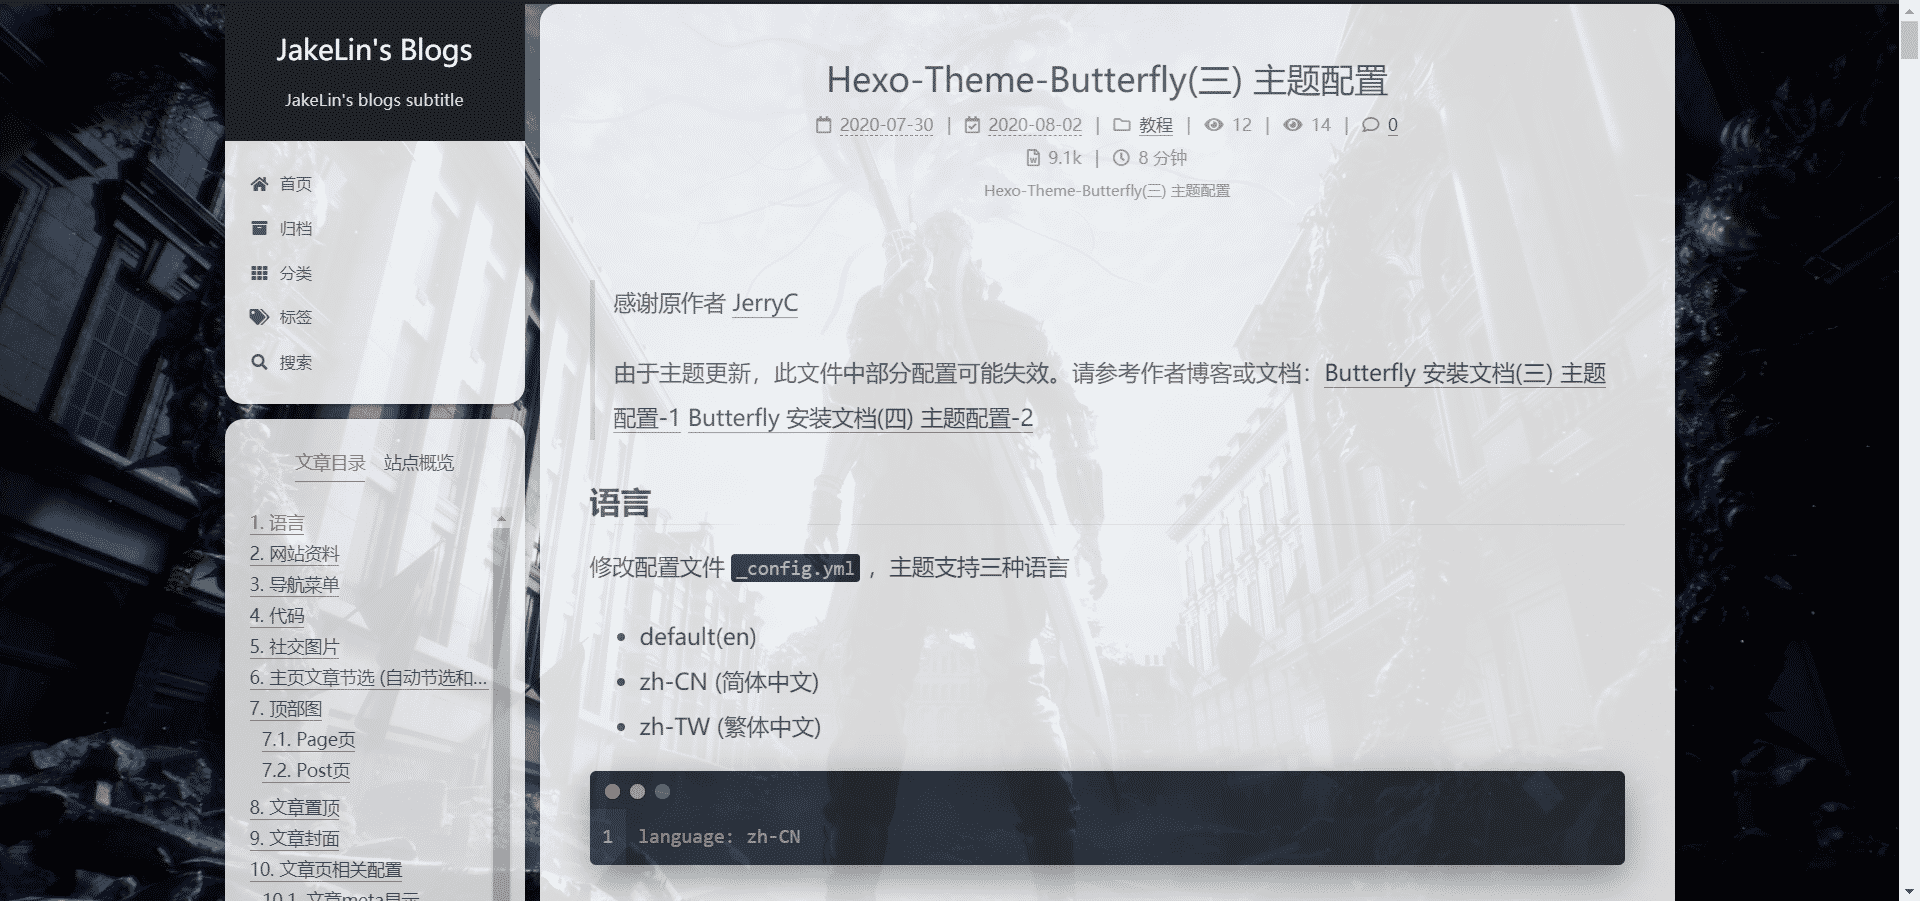 JakeLin's Blogs
JakeLin's blogs subtitle
首页
归档
分类
标签
搜索
文章目录 站点概览
1. 语言
2. 网站资料
3. 导航菜单
4. 代码
5. 社交图片
6. 主页文章节选 (自动节选和...
7. 顶部图
7.1. Page页
7.2. Post页
8. 文章置顶
9. 文章封面
10. 文章页相关配置
10.1. 文章meta显示
Hexo-Theme-Butterfly(三) 主题配置
2020-07-30 | 2020-08-02 | 教程 | 12 | 14 | 0
9.1k | 8 分钟
Hexo-Theme-Butterfly(三) 主题配置
感谢原作者 JerryC
由于主题更新，此文件中部分配置可能失效。请参考作者博客或文档：Butterfly 安裝文档(三) 主题
配置-1 Butterfly 安装文档(四) 主题配置-2
语言
修改配置文件 _config.yml ，主题支持三种语言
• default(en)
• zh-CN (简体中文)
• zh-TW (繁体中文)
1 language: zh-CN